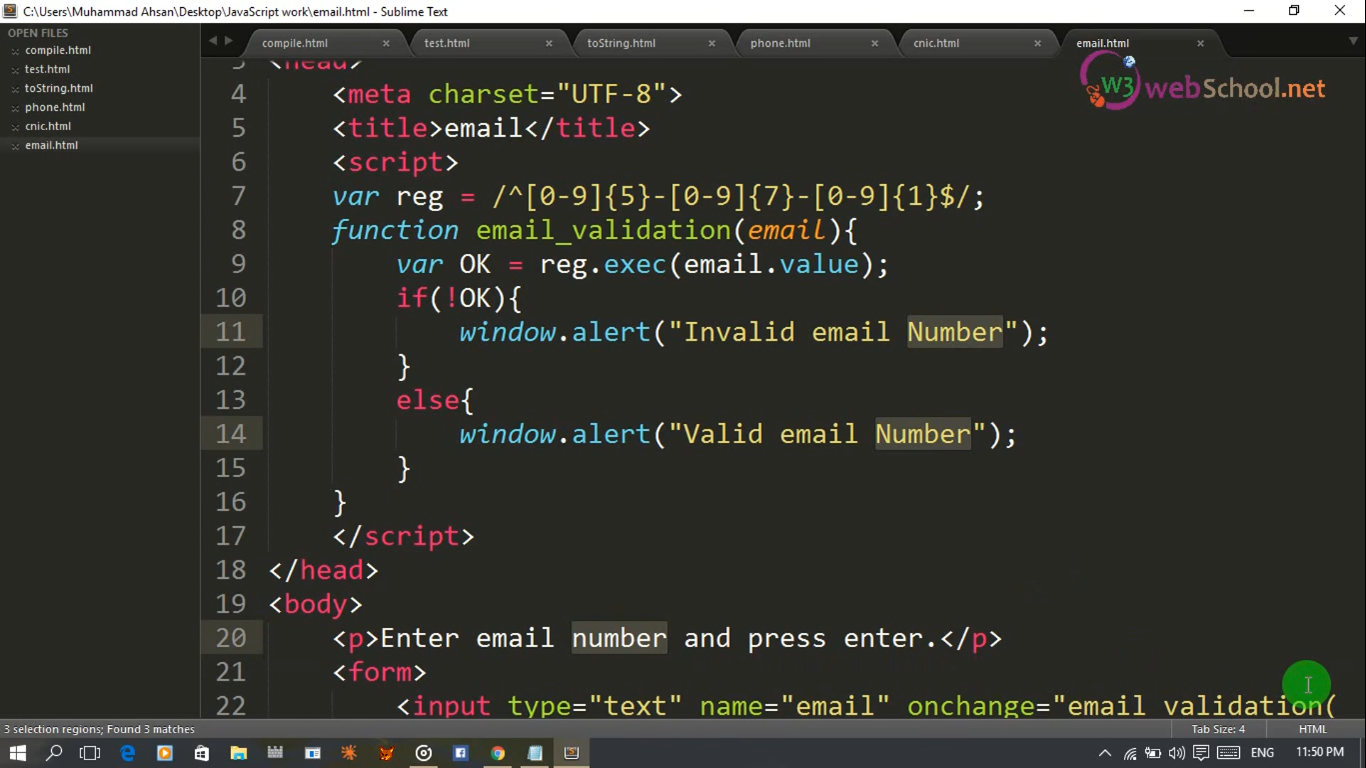 C:\Users\Muhammad Ahsan\Desktop\JavaScript work\email.html - Sublime Text
OPEN FILES
compile.html
test.html
toString.html
phone.html
cnic.html
email.html
compile.html test.html toString.html phone.html cnic.html email.html
W3 webSchool.net
3 <head>
4 <meta charset="UTF-8">
5 <title>email</title>
6 <script>
7 var reg = /^[0-9]{5}-[0-9]{7}-[0-9]{1}$/;
8 function email_validation(email){
9 var OK = reg.exec(email.value);
10 if(!OK){
11 window.alert("Invalid email Number");
12 }
13 else{
14 window.alert("Valid email Number");
15 }
16 }
17 </script>
18 </head>
19 <body>
20 <p>Enter email number and press enter.</p>
21 <form>
22 <input type="text" name="email" onchange="email_validation(
3 selection regions; Found 3 matches
Tab Size: 4
HTML
ENG
11:50 PM